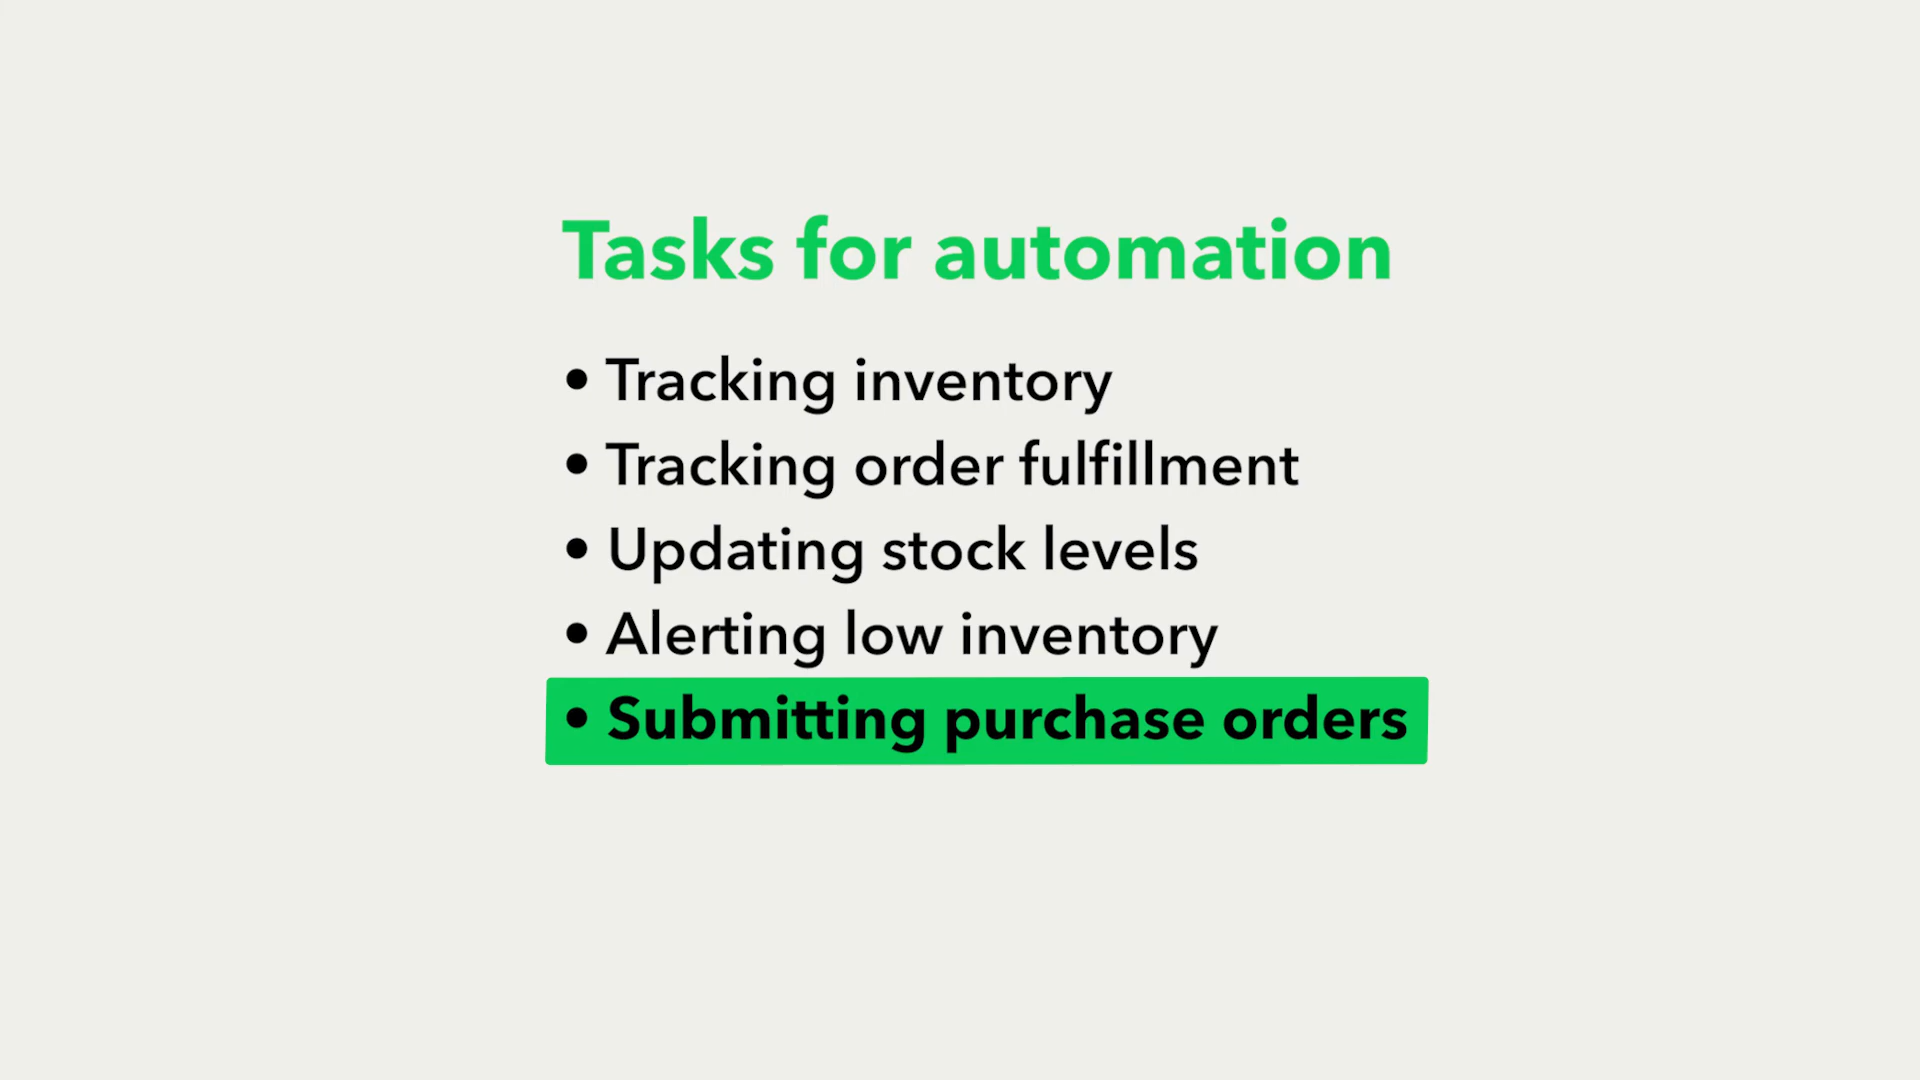 Tasks for automation
• Tracking inventory
• Tracking order fulfillment
• Updating stock levels
• Alerting low inventory
• Submitting purchase orders